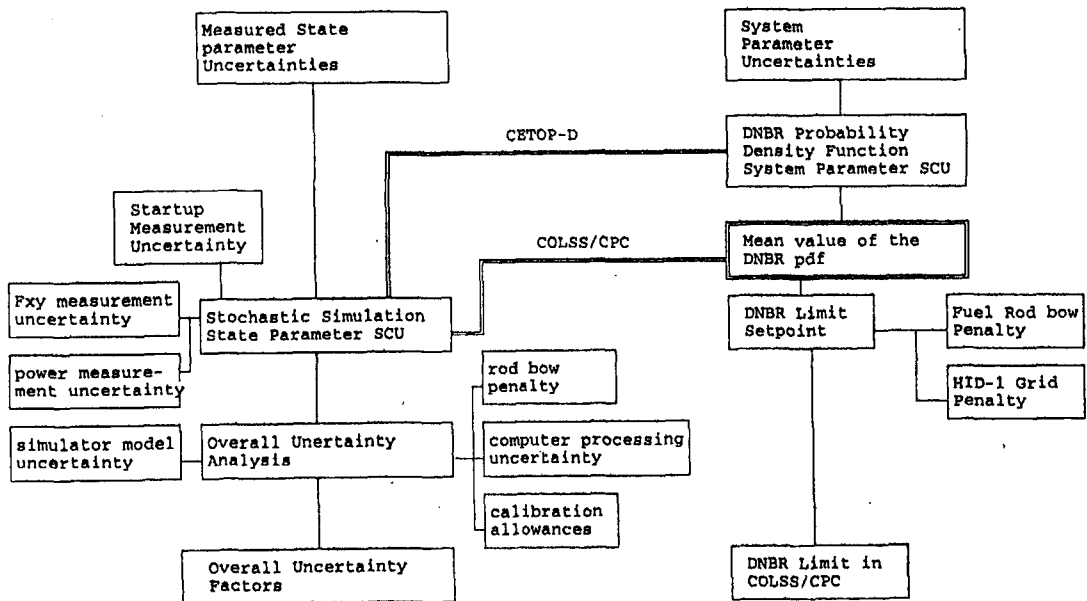 Measured State
parameter
Uncertainties
System
Parameter
Uncertainties
CETOP-D
DNBR Probability
Density Function
System Parameter SCU
Startup
Measurement
Uncertainty
COLSS/CPC
Mean value of the
DNBR pdf
Fxy measurement
uncertainty
Stochastic Simulation
State Parameter SCU
DNBR Limit
Setpoint
Fuel Rod bow
Penalty
power measure-
ment uncertainty
rod bow
penalty
HID-1 Grid
Penalty
simulator model
uncertainty
Overall Unertainty
Analysis
computer processing
uncertainty
calibration
allowances
Overall Uncertainty
Factors
DNBR Limit in
COLSS/CPC